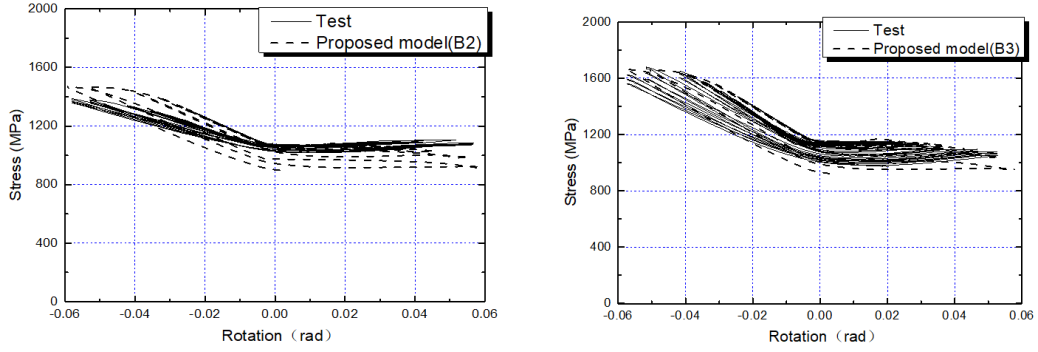 2000
1600
1200
800
400
0
Stress (MPa)
Test
Proposed model(B2)
-0.06 -0.04 -0.02 0.00 0.02 0.04 0.06
Rotation（rad）
2000
1600
1200
800
400
0
Stress (MPa)
Test
Proposed model(B3)
-0.06 -0.04 -0.02 0.00 0.02 0.04 0.06
Rotation（rad）